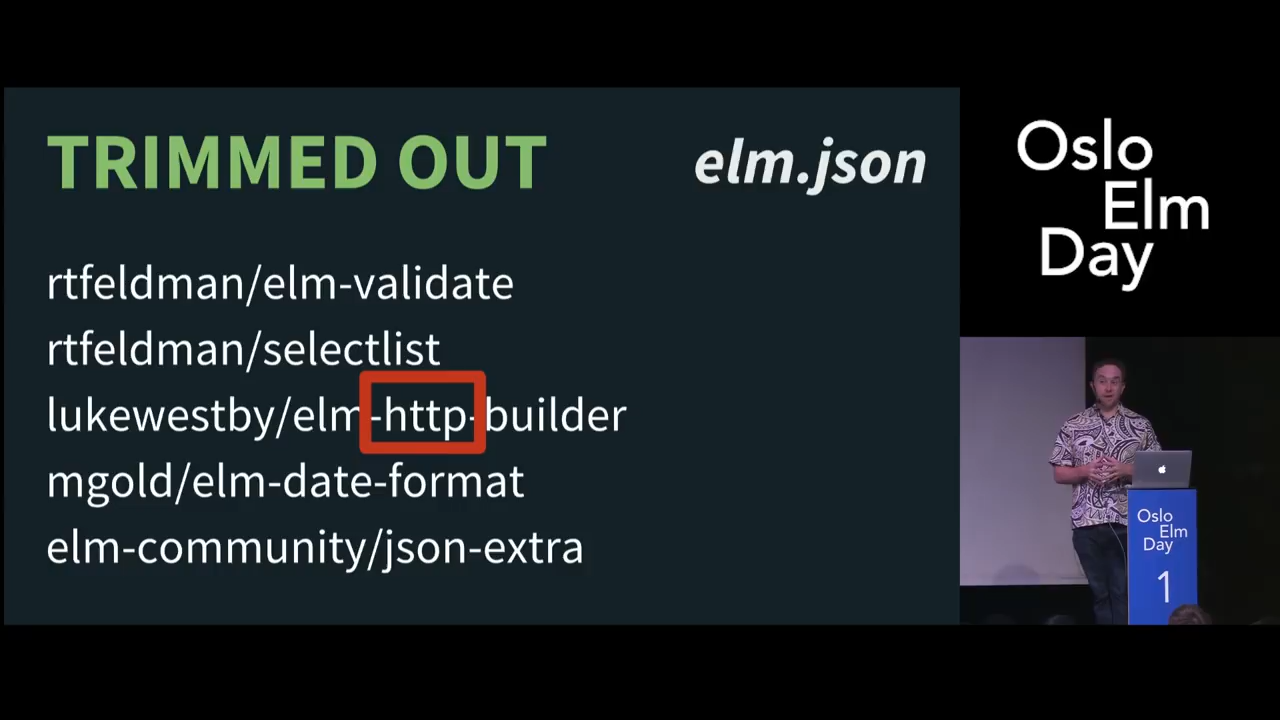 TRIMMED OUT
elm.json
rtfeldman/elm-validate
rtfeldman/selectlist
lukewestby/elm-http-builder
mgold/elm-date-format
elm-community/json-extra
Oslo
Elm
Day
Oslo
Elm
Day
1